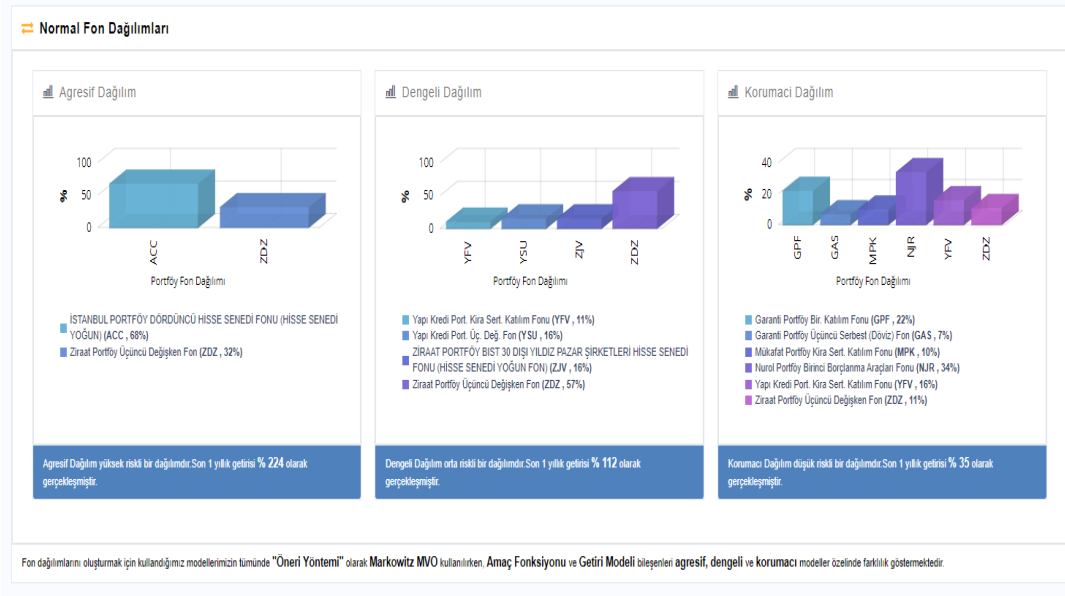 Normal Fon Dağılımları
Agresif Dağılım
100
50
0
%
ACC
ZDZ
Portföy Fon Dağılımı
İSTANBUL PORTFÖY DÖRDÜNCÜ HİSSE SENEDİ FONU (HİSSE SENEDİ
YOĞUN) (ACC , 68%)
Ziraat Portföy Üçüncü Değişken Fon (ZDZ , 32%)
Agresif Dağılım yüksek riskli bir dağılımdır.Son 1 yıllık getirisi % 224 olarak
gerçekleşmiştir.
Dengeli Dağılım
100
50
0
%
YFV
YSU
ZJV
ZDZ
Portföy Fon Dağılımı
Yapı Kredi Port. Kira Sert. Katılım Fonu (YFV , 11%)
Yapı Kredi Port. Üç. Değ. Fon (YSU , 16%)
ZİRAAT PORTFÖY BIST 30 DIŞI YILDIZ PAZAR ŞİRKETLERİ HİSSE SENEDİ
FONU (HİSSE SENEDİ YOĞUN FON) (ZJV , 16%)
Ziraat Portföy Üçüncü Değişken Fon (ZDZ , 57%)
Dengeli Dağılım orta riskli bir dağılımdır.Son 1 yıllık getirisi % 112 olarak
gerçekleşmiştir.
Korumaci Dağılım
40
20
0
%
GPF
GAS
MPK
NJR
YFV
ZDZ
Portföy Fon Dağılımı
Garanti Portföy Bir. Katılım Fonu (GPF , 22%)
Garanti Portföy Üçüncü Serbest (Döviz) Fon (GAS , 7%)
Mükafat Portföy Kira Sert. Katılım Fonu (MPK , 10%)
Nurol Portföy Birinci Borçlanma Araçları Fonu (NJR , 34%)
Yapı Kredi Port. Kira Sert. Katılım Fonu (YFV , 16%)
Ziraat Portföy Üçüncü Değişken Fon (ZDZ , 11%)
Korumacı Dağılım düşük riskli bir dağılımdır.Son 1 yıllık getirisi % 35 olarak
gerçekleşmiştir.
Fon dağılımlarını oluşturmak için kullandığımız modellerimizin tümünde "Öneri Yöntemi" olarak Markowitz MVO kullanılırken, Amaç Fonksiyonu ve Getiri Modeli bileşenleri agresif, dengeli ve korumacı modeller özelinde farklılık göstermektedir.